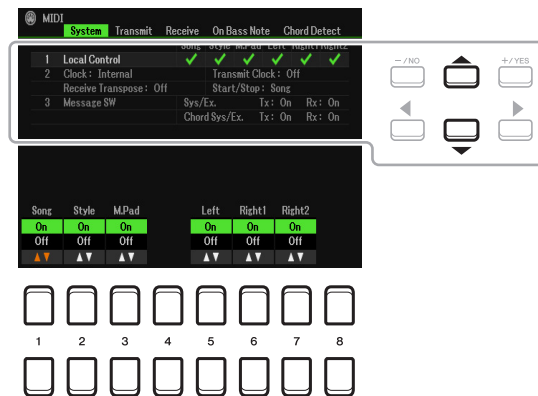 MIDI
System Transmit Receive On Bass Note Chord Detect
Song Style M.Pad Left Right1 Right2
1 Local Control
2 Clock : Internal Transmit Clock : Off
Receive Transpose : Off Start/Stop : Song
3 Message SW Sys/Ex. Tx : On Rx : On
Chord Sys/Ex. Tx : On Rx : On
－/NO ＋/YES
Song Style M.Pad Left Right1 Right2
On On On On On On
Off Off Off Off Off Off
1 2 3 4 5 6 7 8